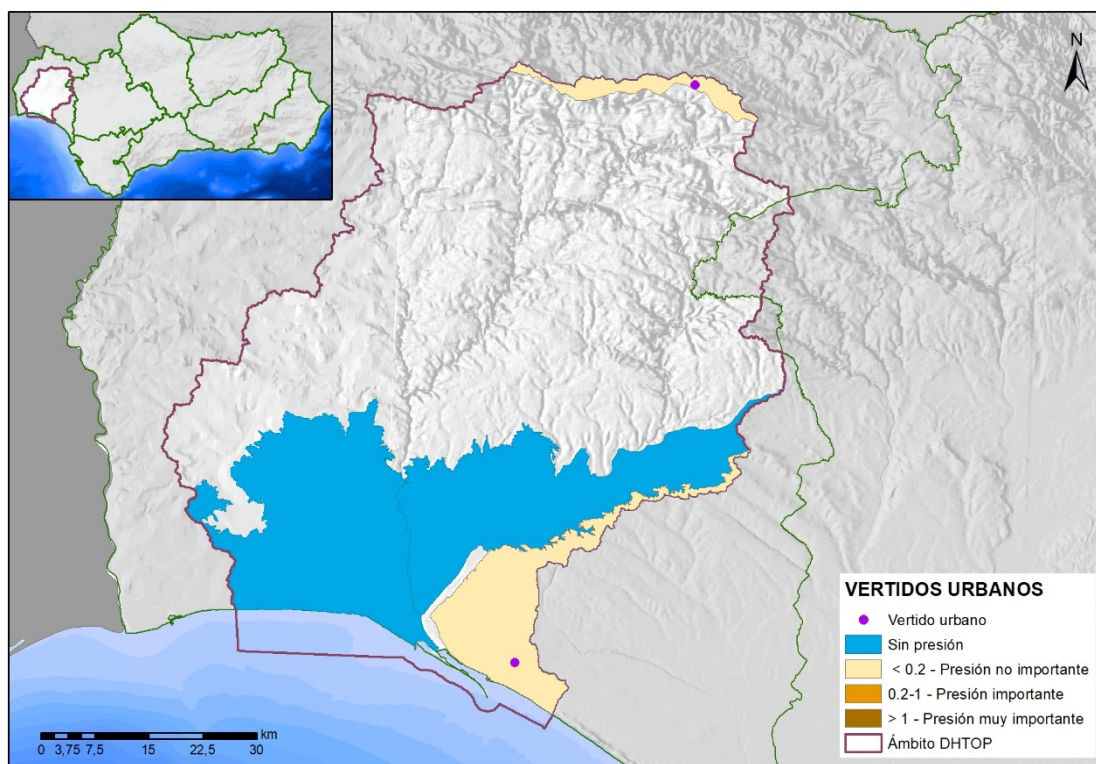 N
VERTIDOS URBANOS
Vertido urbano
Sin presión
< 0.2 - Presión no importante
0.2-1 - Presión importante
> 1 - Presión muy importante
Ámbito DHTOP
km
0 3,75 7,5 15 22,5 30